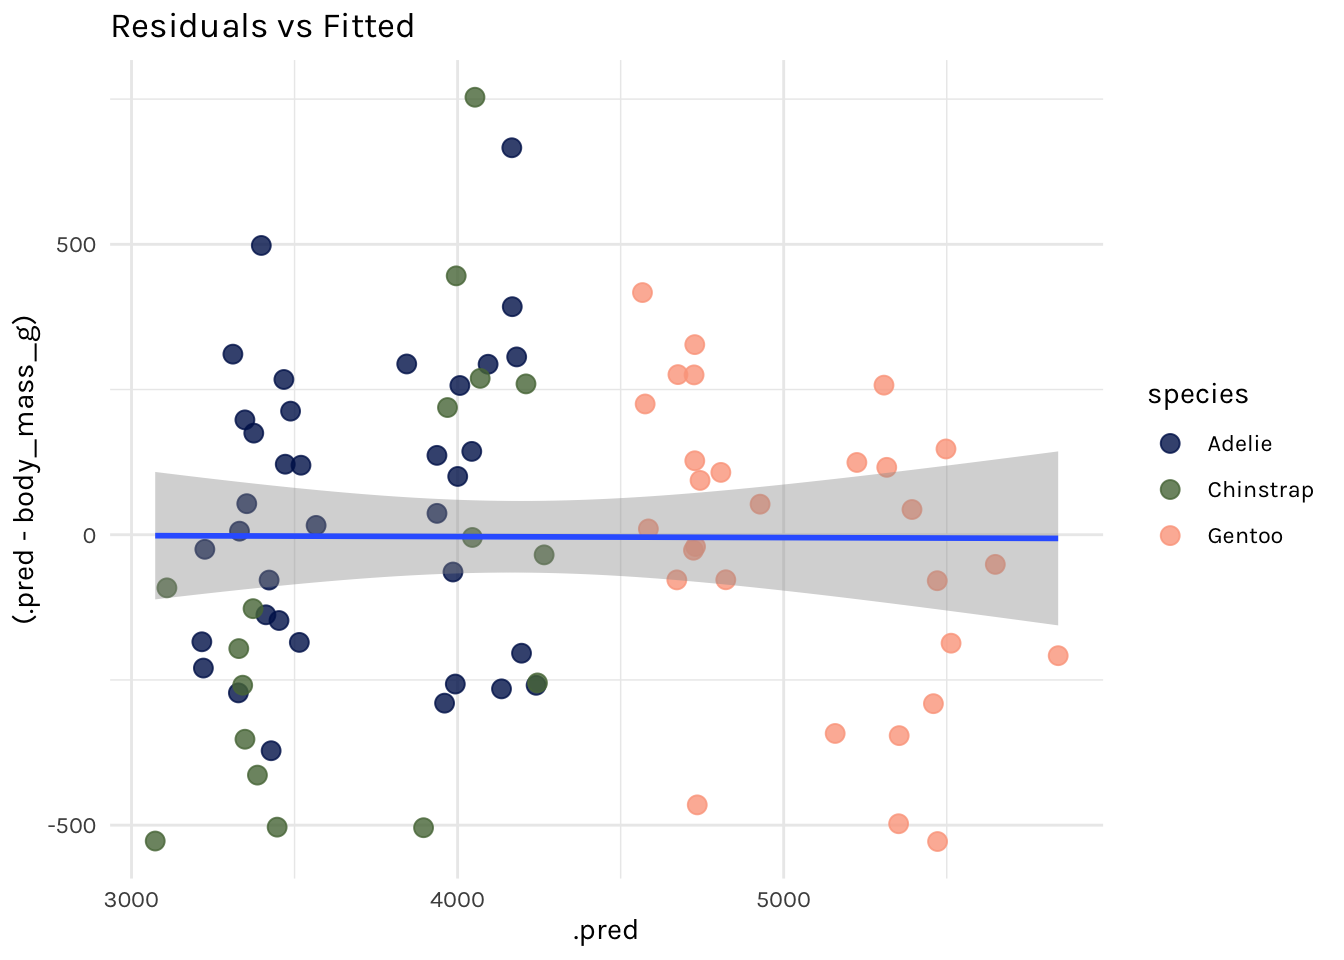 Residuals vs Fitted
500
0
-500
(.pred - body_mass_g)
3000 4000 5000
.pred
species
Adelie
Chinstrap
Gentoo